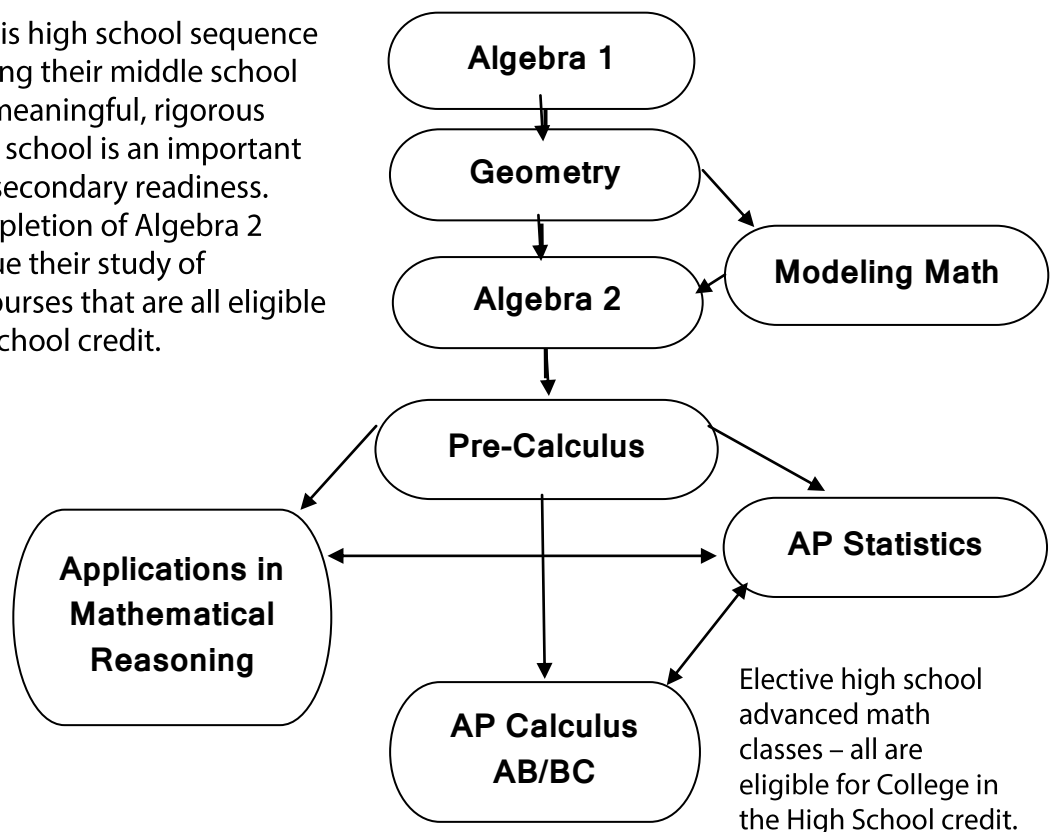 is high school sequence
ing their middle school
meaningful, rigorous
school is an important
secondary readiness.
pletion of Algebra 2
ue their study of
ourses that are all eligible
chool credit.
Algebra 1
Geometry
Modeling Math
Algebra 2
Pre-Calculus
AP Statistics
Applications in
Mathematical
Reasoning
AP Calculus
AB/BC
Elective high school
advanced math
classes – all are
eligible for College in
the High School credit.